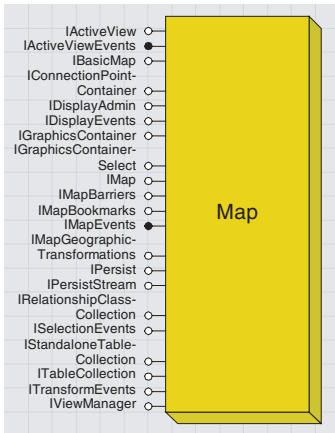 IActiveView
IActiveViewEvents
IBasicMap
IConnectionPoint-
Container
IDisplayAdmin
IDisplayEvents
IGraphicsContainer
IGraphicsContainer-
Select
IMap
IMapBarriers
IMapBookmarks
IMapEvents
IMapGeographic-
Transformations
IPersist
IPersistStream
IRelationshipClass-
Collection
ISelectionEvents
IStandaloneTable-
Collection
ITableCollection
ITransformEvents
IViewManager
Map